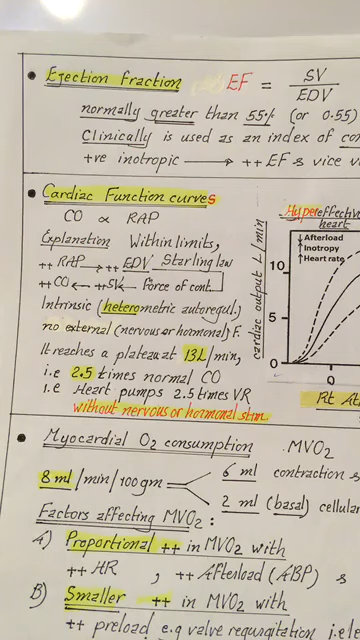 • Ejection fraction EF = SV / EDV
normally greater than 55% (or 0.55)
Clinically is used as an index of
+ve inotropic → ++ EF & vice
• Cardiac Function curves
CO ∝ RAP
Explanation Within limits,
++ RAP → ++ EDV Starling law
++CO ← ++SV ← Force of cont.
Intrinsic (heterometric autoregul.)
no external (nervous or hormonal) F.
It reaches a plateau at 13L/min,
i.e 2.5 times normal CO
i.e Heart pumps 2.5 times VR
without nervous or hormonal stim.
Hypereffective
heart
↓Afterload
↑Inotropy
↑Heart rate
cardiac output L/min
10
5
0
0
Rt At
• Myocardial O2 consumption MVO2
8ml/min/100gm
6 ml contraction
2 ml (basal) cellular
Factors affecting MVO2 :
A) Proportional ++ in MVO2 with
++ HR , ++ Afterload (ABP) &
B) Smaller ++ in MVO2 with
++ preload e.g valve regurgitation